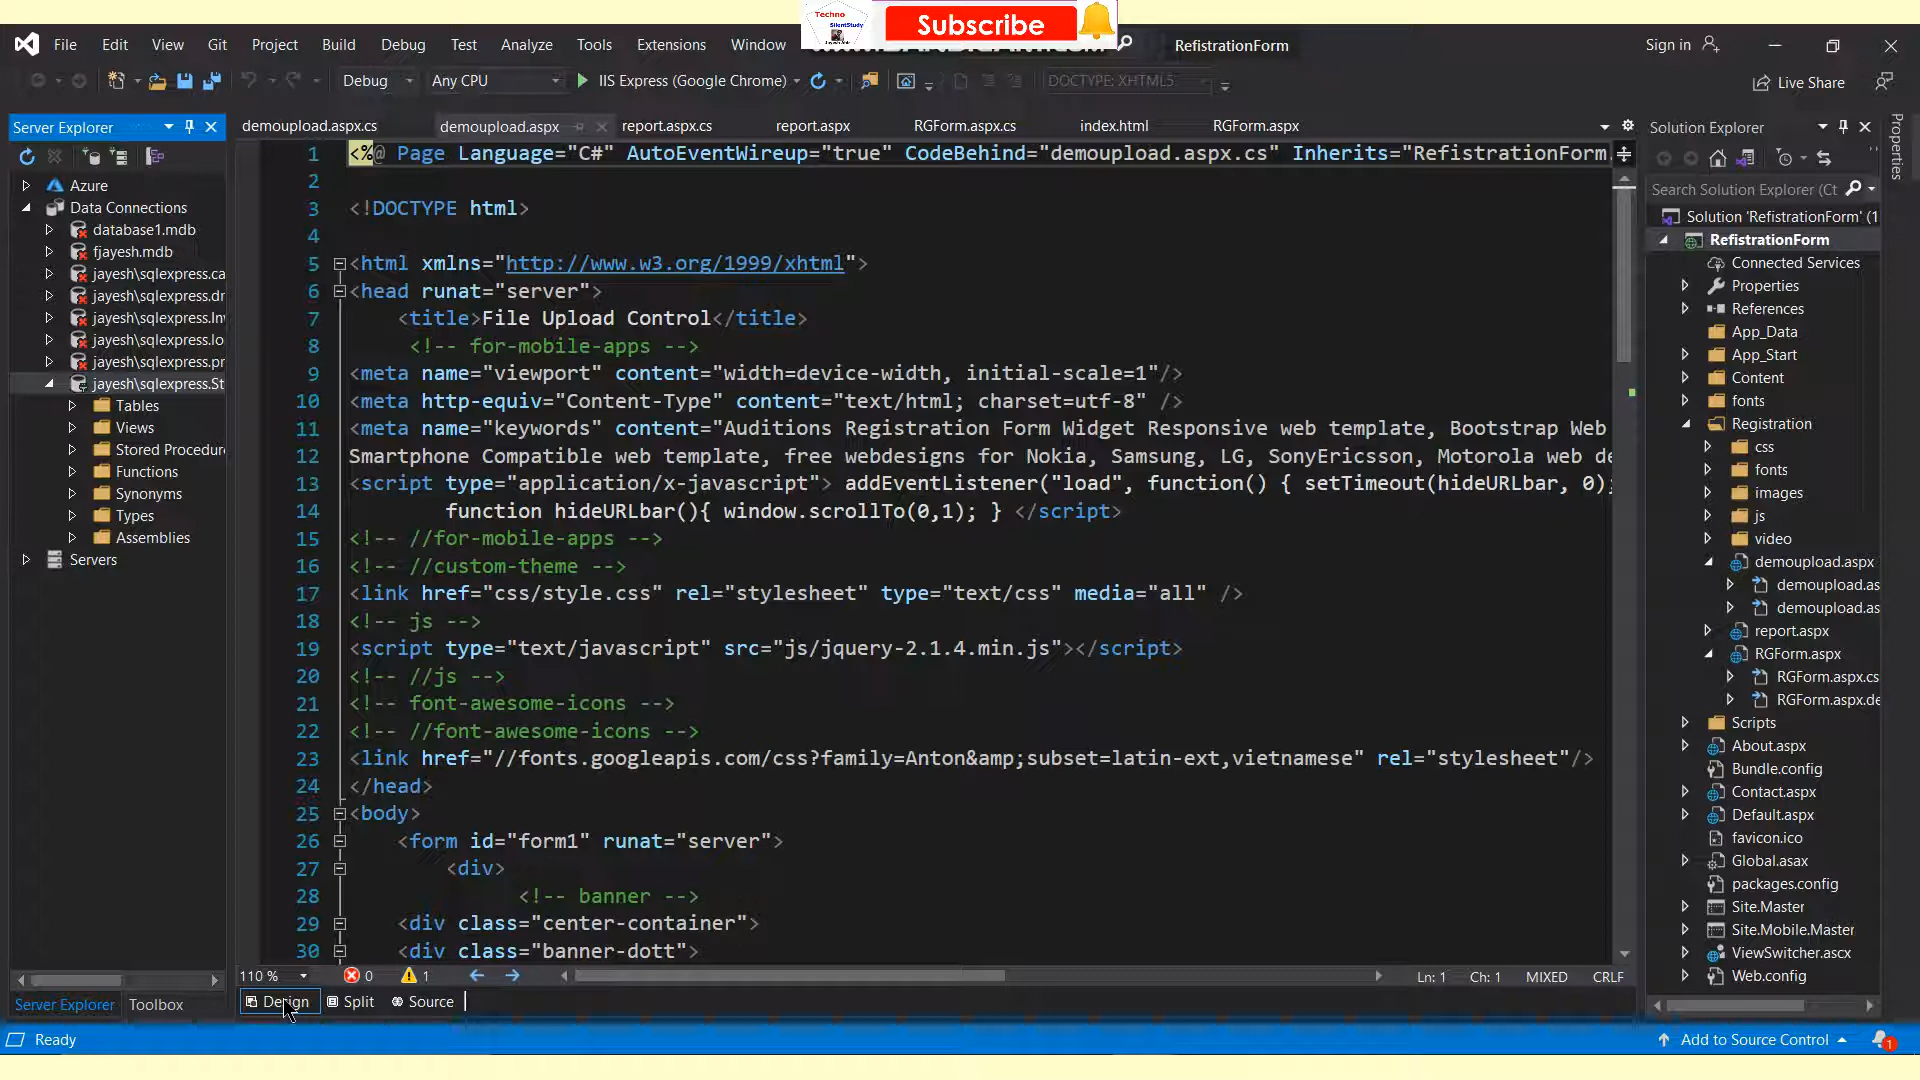 Techno
SilentStudy
Subscribe
File Edit View Git Project Build Debug Test Analyze Tools Extensions Window
RefistrationForm
Sign in
Debug Any CPU IIS Express (Google Chrome) DOCTYPE: XHTML5
Live Share
Server Explorer
demoupload.aspx.cs demoupload.aspx report.aspx.cs report.aspx RGForm.aspx.cs index.html RGForm.aspx
Solution Explorer
Properties
Azure
Data Connections
database1.mdb
fjayesh.mdb
jayesh\sqlexpress.ca
jayesh\sqlexpress.dr
jayesh\sqlexpress.In
jayesh\sqlexpress.lo
jayesh\sqlexpress.pr
jayesh\sqlexpress.St
Tables
Views
Stored Procedur
Functions
Synonyms
Types
Assemblies
Servers
Server Explorer Toolbox
1 <%@ Page Language="C#" AutoEventWireup="true" CodeBehind="demoupload.aspx.cs" Inherits="RefistrationForm.
2
3 <!DOCTYPE html>
4
5 <html xmlns="http://www.w3.org/1999/xhtml">
6 <head runat="server">
7 <title>File Upload Control</title>
8 <!-- for-mobile-apps -->
9 <meta name="viewport" content="width=device-width, initial-scale=1"/>
10 <meta http-equiv="Content-Type" content="text/html; charset=utf-8" />
11 <meta name="keywords" content="Auditions Registration Form Widget Responsive web template, Bootstrap Web
12 Smartphone Compatible web template, free webdesigns for Nokia, Samsung, LG, SonyEricsson, Motorola web de
13 <script type="application/x-javascript"> addEventListener("load", function() { setTimeout(hideURLbar, 0);
14 function hideURLbar(){ window.scrollTo(0,1); } </script>
15 <!-- //for-mobile-apps -->
16 <!-- //custom-theme -->
17 <link href="css/style.css" rel="stylesheet" type="text/css" media="all" />
18 <!-- js -->
19 <script type="text/javascript" src="js/jquery-2.1.4.min.js"></script>
20 <!-- //js -->
21 <!-- font-awesome-icons -->
22 <!-- //font-awesome-icons -->
23 <link href="//fonts.googleapis.com/css?family=Anton&amp;subset=latin-ext,vietnamese" rel="stylesheet"/>
24 </head>
25 <body>
26 <form id="form1" runat="server">
27 <div>
28 <!-- banner -->
29 <div class="center-container">
30 <div class="banner-dott">
110 % 0 1 Ln: 1 Ch: 1 MIXED CRLF
Design Split Source
Search Solution Explorer (Ct
Solution 'RefistrationForm' (1
RefistrationForm
Connected Services
Properties
References
App_Data
App_Start
Content
fonts
Registration
css
fonts
images
js
video
demoupload.aspx
demoupload.as
demoupload.as
report.aspx
RGForm.aspx
RGForm.aspx.cs
RGForm.aspx.de
Scripts
About.aspx
Bundle.config
Contact.aspx
Default.aspx
favicon.ico
Global.asax
packages.config
Site.Master
Site.Mobile.Master
ViewSwitcher.ascx
Web.config
Ready
Add to Source Control
1